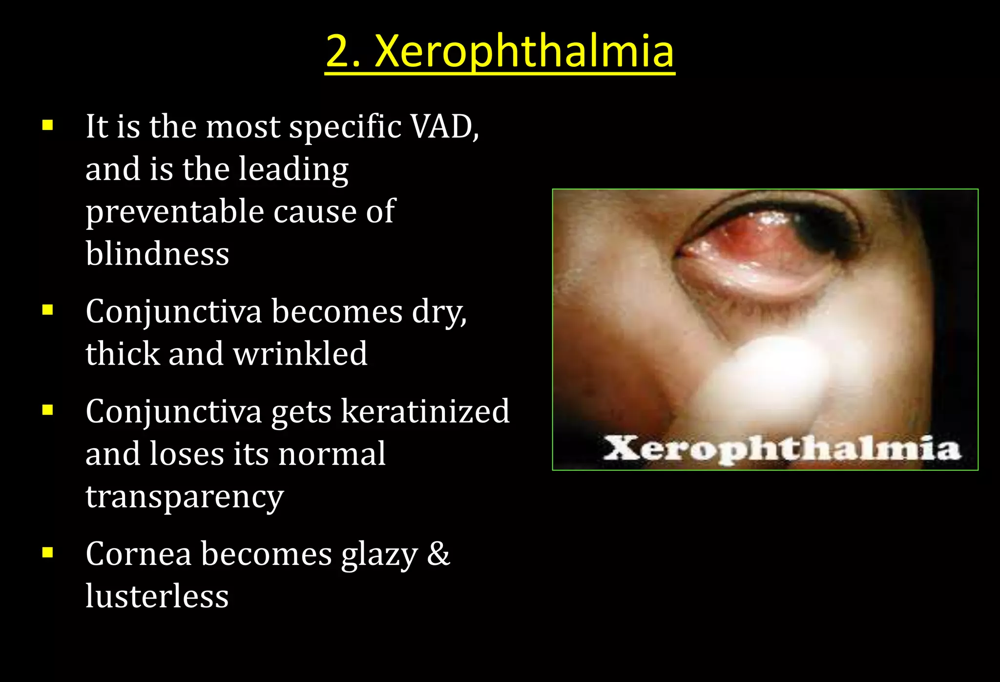 2. Xerophthalmia
▪ It is the most specific VAD,
and is the leading
preventable cause of
blindness
▪ Conjunctiva becomes dry,
thick and wrinkled
▪ Conjunctiva gets keratinized
and loses its normal
transparency
▪ Cornea becomes glazy &
lusterless
Xerophthalmia